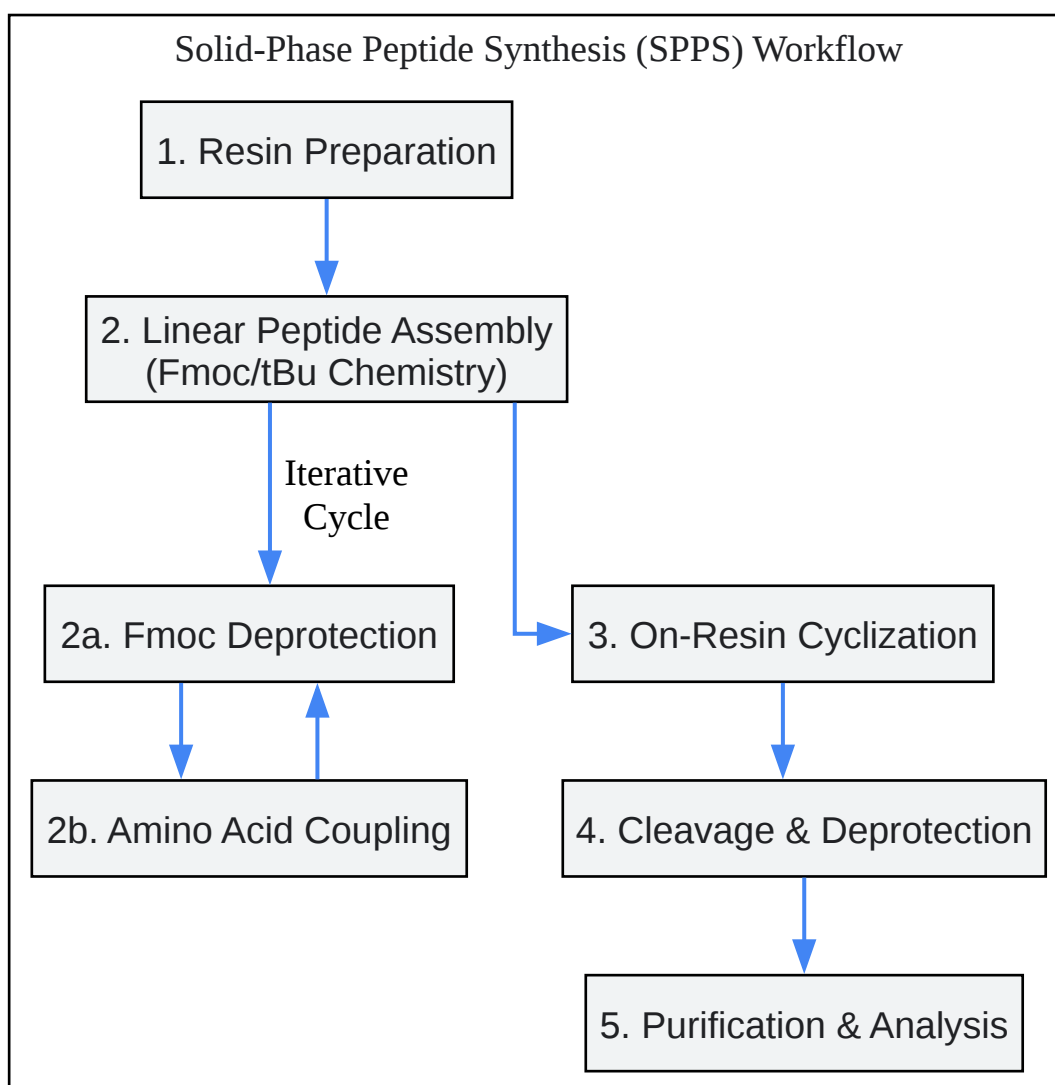 Solid-Phase Peptide Synthesis (SPPS) Workflow
1. Resin Preparation
2. Linear Peptide Assembly
(Fmoc/tBu Chemistry)
Iterative
Cycle
2a. Fmoc Deprotection
3. On-Resin Cyclization
2b. Amino Acid Coupling
4. Cleavage & Deprotection
5. Purification & Analysis